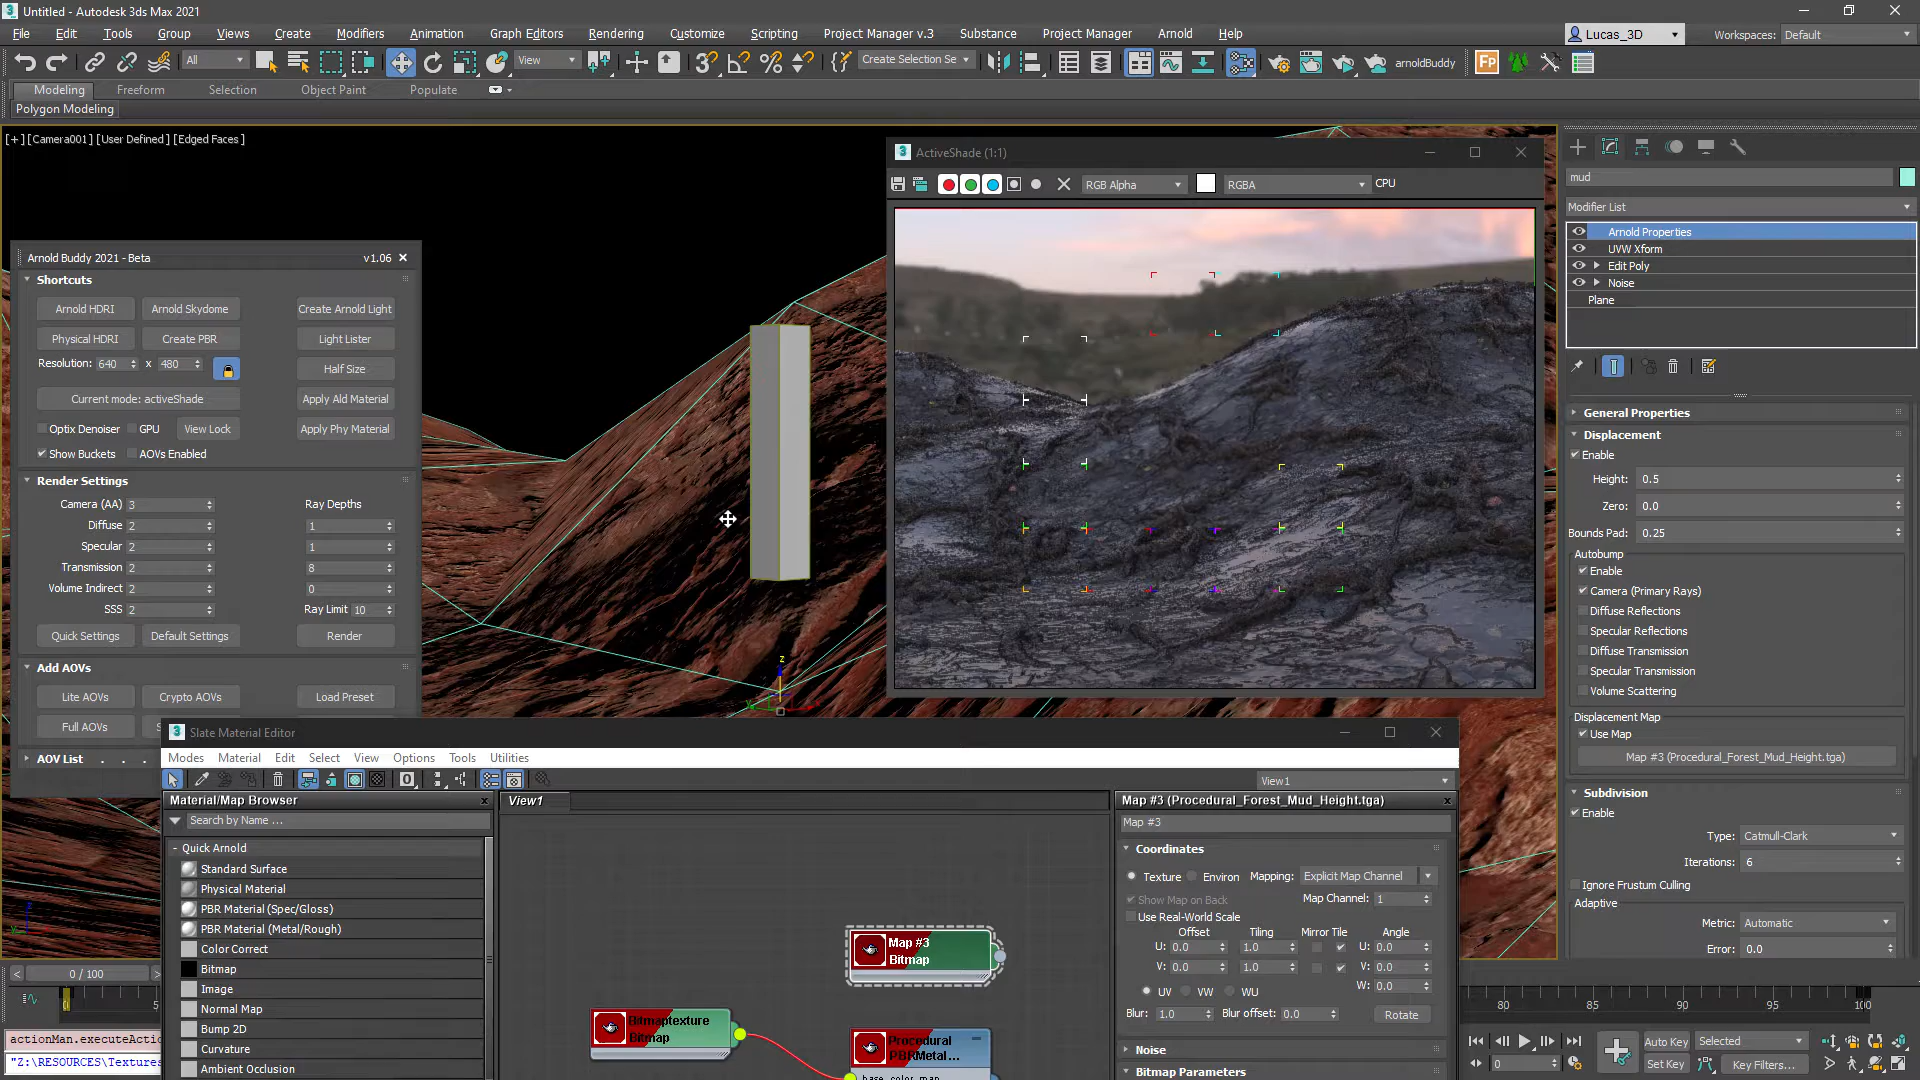 Untitled - Autodesk 3ds Max 2021
File Edit Tools Group Views Create Modifiers Animation Graph Editors Rendering Customize Scripting Project Manager v.3 Substance Project Manager Arnold Help
Lucas_3D Workspaces: Default
All View Create Selection Se arnoldBuddy Fp
Modeling Freeform Selection Object Paint Populate
Polygon Modeling
[+] [Camera001] [User Defined] [Edged Faces]
ActiveShade (1:1)
RGB Alpha RGBA CPU
Arnold Buddy 2021 - Beta v1.06
Shortcuts
Arnold HDRI Arnold Skydome Create Arnold Light
Physical HDRI Create PBR Light Lister
Resolution: 640 x 480 Half Size
Current mode: activeShade Apply Ald Material
Optix Denoiser GPU View Lock Apply Phy Material
Show Buckets AOVs Enabled
Render Settings
Camera (AA) 3 Ray Depths
Diffuse 2 1
Specular 2 1
Transmission 2 8
Volume Indirect 2 0
SSS 2 Ray Limit 10
Quick Settings Default Settings Render
Add AOVs
Lite AOVs Crypto AOVs Load Preset
Full AOVs S
AOV List . . .
z
Slate Material Editor
Modes Material Edit Select View Options Tools Utilities
View1
Material/Map Browser
Search by Name ...
- Quick Arnold
Standard Surface
Physical Material
PBR Material (Spec/Gloss)
PBR Material (Metal/Rough)
Color Correct
Bitmap
Image
Normal Map
Bump 2D
Curvature
Ambient Occlusion
View1
Map #3
Bitmap
Bitmaptexture
Bitmap
Procedural
PBRMetal...
base_color_map
Map #3 (Procedural_Forest_Mud_Height.tga)
Map #3
Coordinates
Texture Environ Mapping: Explicit Map Channel
Show Map on Back Map Channel: 1
Use Real-World Scale
Offset Tiling Mirror Tile Angle
U: 0.0 1.0 U: 0.0
V: 0.0 1.0 V: 0.0
W: 0.0
UV VW WU
Blur: 1.0 Blur offset: 0.0 Rotate
Noise
Bitmap Parameters
mud
Modifier List
Arnold Properties
UVW Xform
Edit Poly
Noise
Plane
General Properties
Displacement
Enable
Height: 0.5
Zero: 0.0
Bounds Pad: 0.25
Autobump
Enable
Camera (Primary Rays)
Diffuse Reflections
Specular Reflections
Diffuse Transmission
Specular Transmission
Volume Scattering
Displacement Map
Use Map
Map #3 (Procedural_Forest_Mud_Height.tga)
Subdivision
Enable
Type: Catmull-Clark
Iterations: 6
Ignore Frustum Culling
Adaptive
Metric: Automatic
Error: 0.0
< 0 / 100 >
0 5 80 85 90 95 100
actionMan.executeActio
"Z:\RESOURCES\Textures
0 Auto Key Selected
Set Key Key Filters...